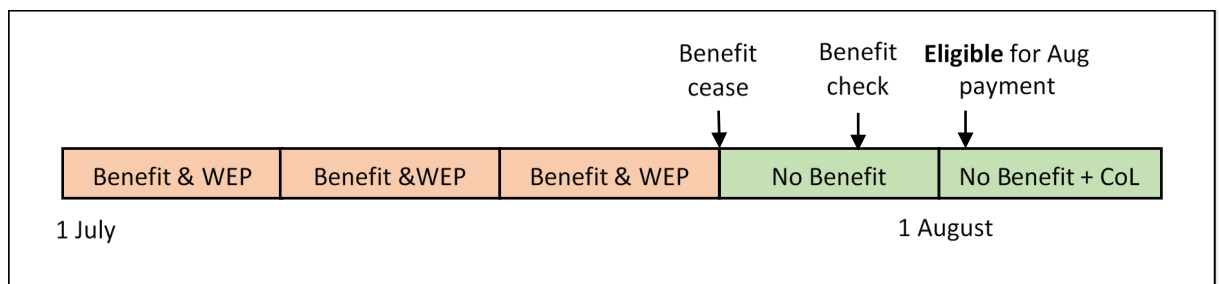 Benefit
cease
Benefit
check
Eligible for Aug
payment
Benefit & WEP
Benefit &WEP
Benefit & WEP
No Benefit
No Benefit + CoL
1 July
1 August